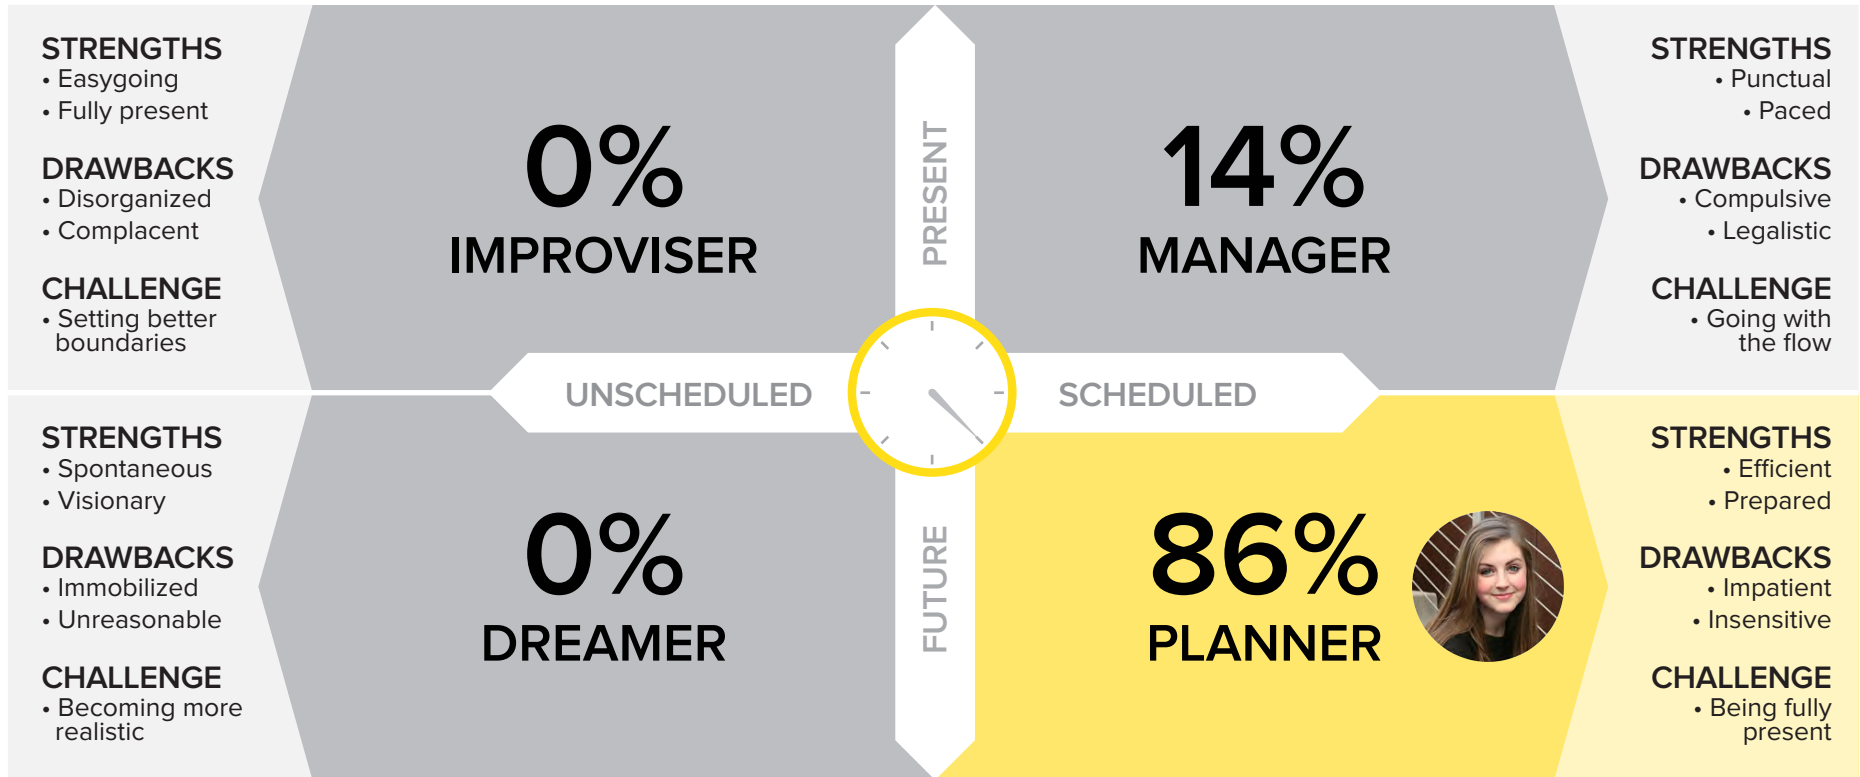 STRENGTHS
• Easygoing
• Fully present
DRAWBACKS
• Disorganized
• Complacent
CHALLENGE
• Setting better
boundaries
0%
IMPROVISER
PRESENT
14%
MANAGER
STRENGTHS
• Punctual
• Paced
DRAWBACKS
• Compulsive
• Legalistic
CHALLENGE
• Going with
the flow
UNSCHEDULED
SCHEDULED
STRENGTHS
• Spontaneous
• Visionary
DRAWBACKS
• Immobilized
• Unreasonable
CHALLENGE
• Becoming more
realistic
0%
DREAMER
FUTURE
86%
PLANNER
STRENGTHS
• Efficient
• Prepared
DRAWBACKS
• Impatient
• Insensitive
CHALLENGE
• Being fully
present